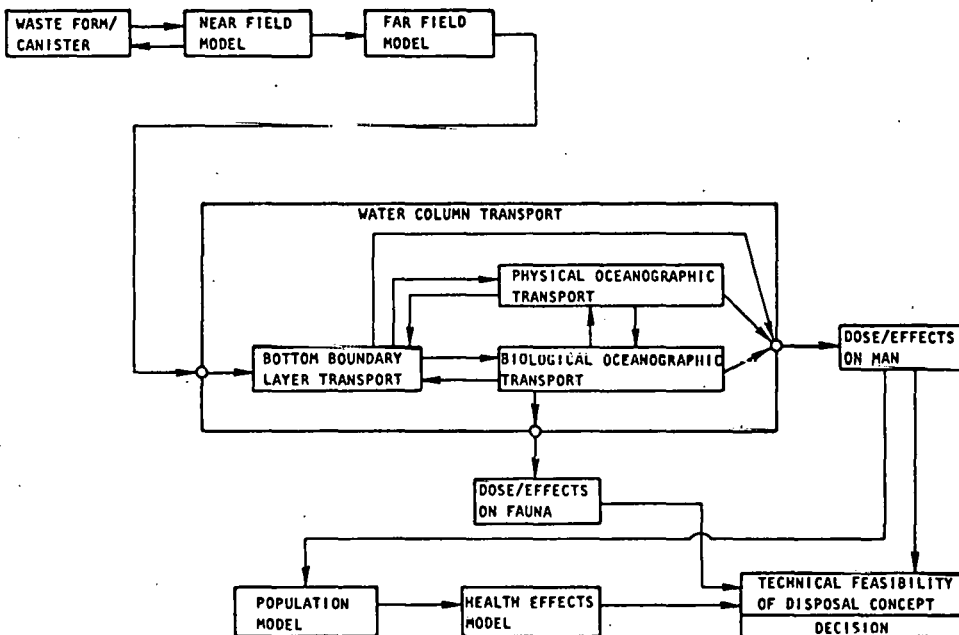 WASTE FORM/
CANISTER
NEAR FIELD
MODEL
FAR FIELD
MODEL
WATER COLUMN TRANSPORT
PHYSICAL OCEANOGRAPHIC
TRANSPORT
BOTTOM BOUNDARY
LAYER TRANSPORT
BIOLOGICAL OCEANOGRAPHIC
TRANSPORT
DOSE/EFFECTS
ON MAN
DOSE/EFFECTS
ON FAUNA
POPULATION
MODEL
HEALTH EFFECTS
MODEL
TECHNICAL FEASIBILITY
OF DISPOSAL CONCEPT
DECISION